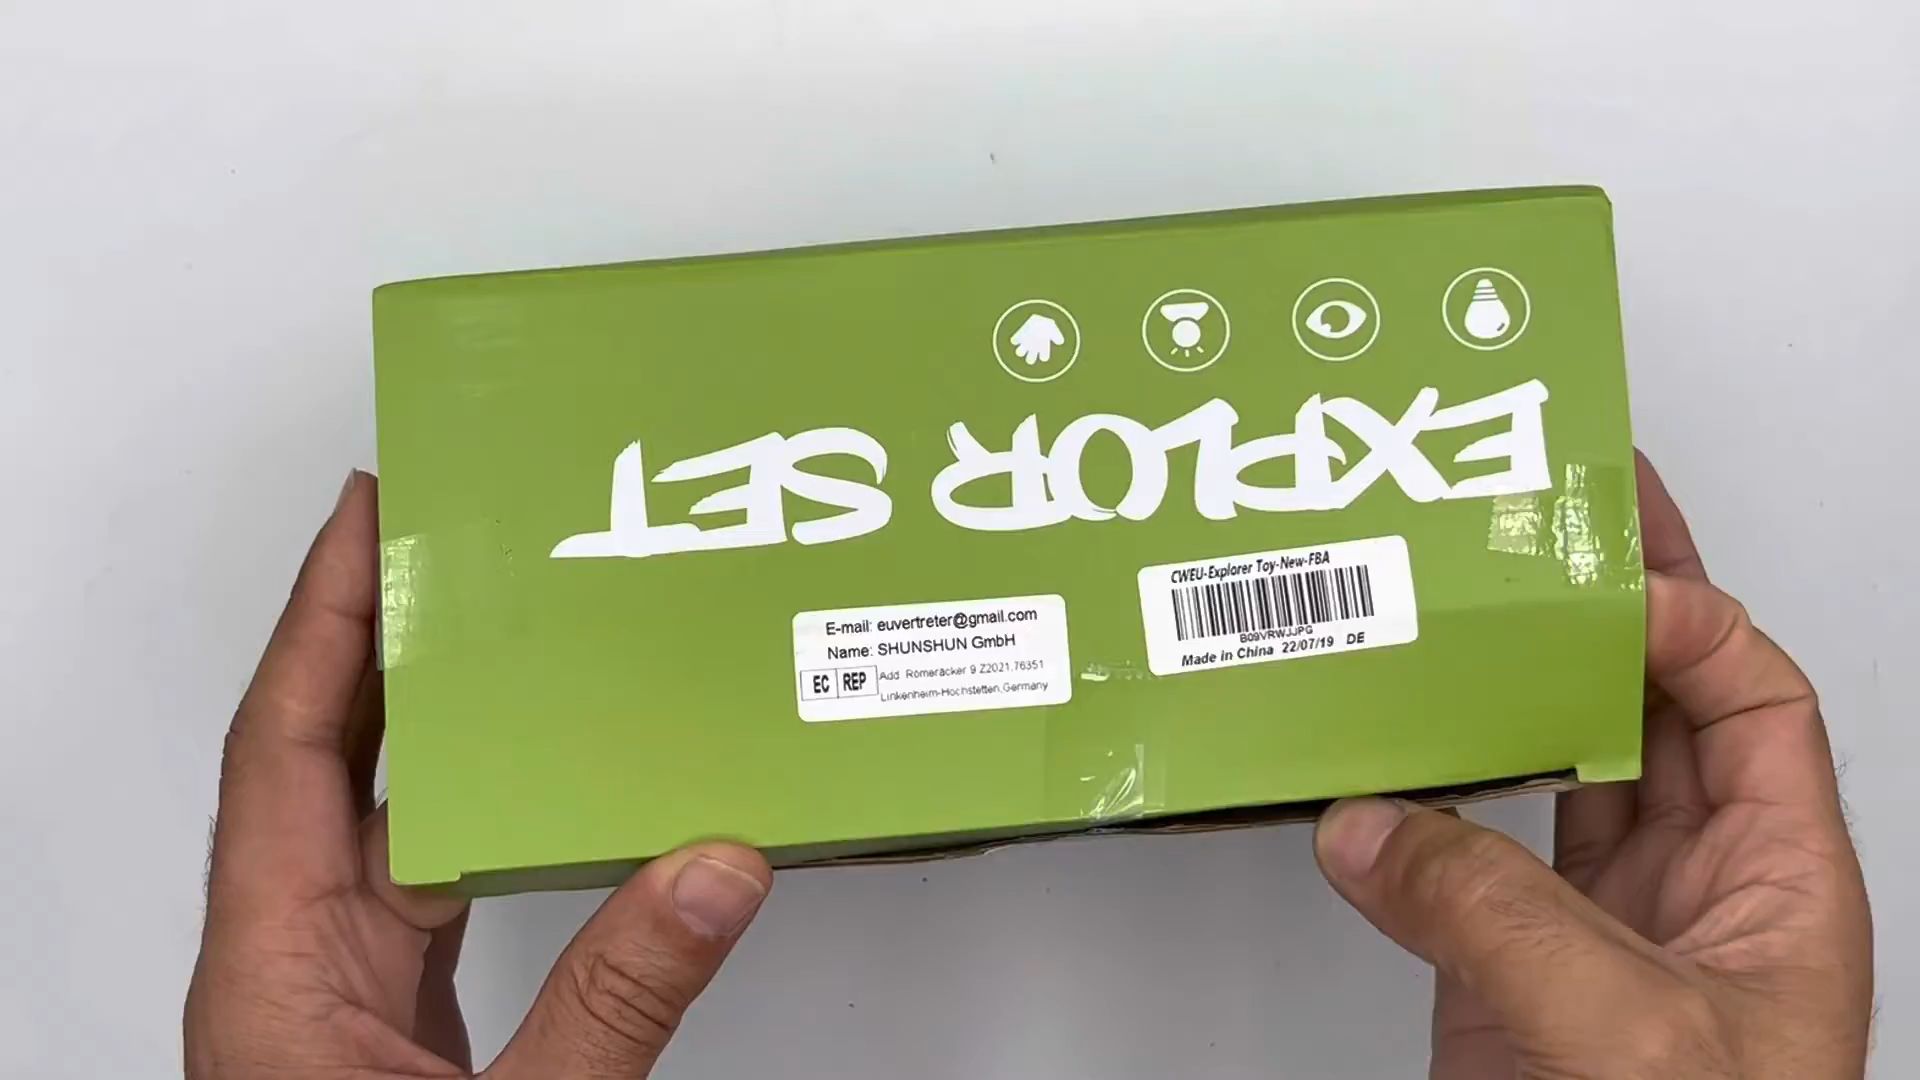 EXPLOR SET
CWEU-Explorer Toy-New-FBA
B09VRWJJPG
Made in China 22/07/19 DE
E-mail: euvertreter@gmail.com
Name: SHUNSHUN GmbH
EC REP
Add Romeräcker 9 Z2021,76351
Linkenheim-Hochstetten,Germany